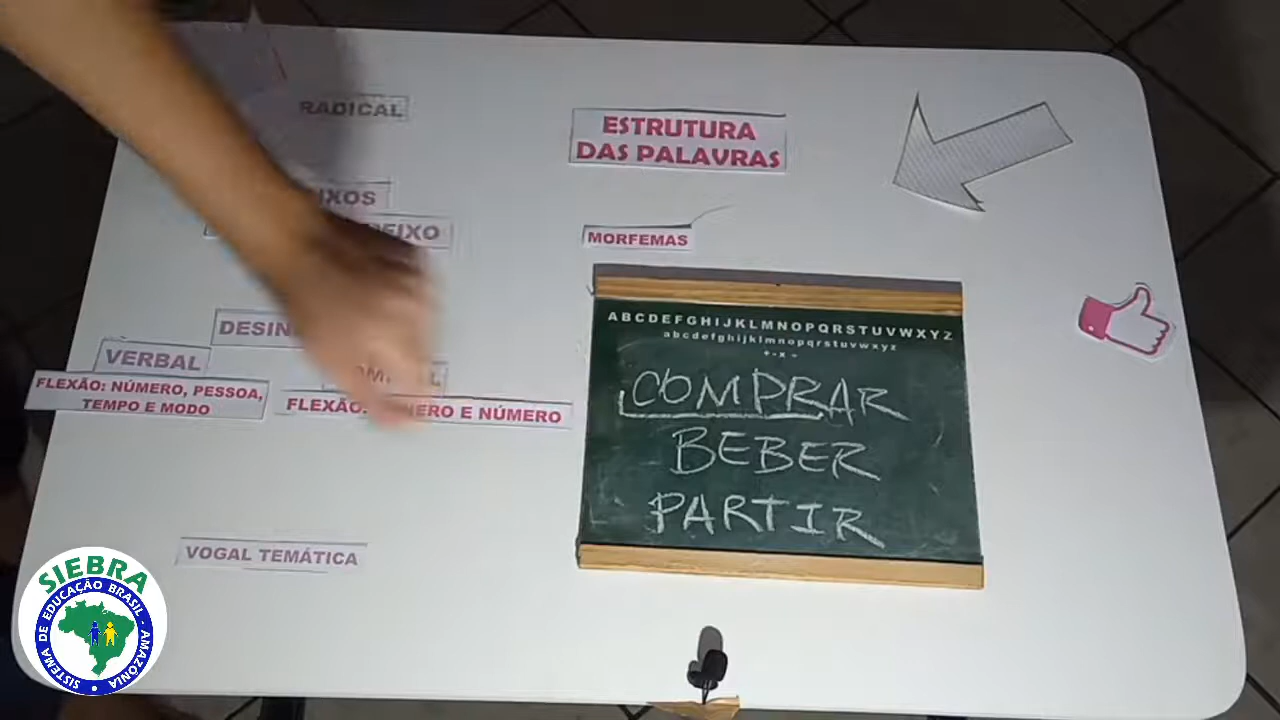 RADICAL
ESTRUTURA
DAS PALAVRAS
MORFEMAS
VERBAL
FLEXÃO: NÚMERO, PESSOA,
TEMPO E MODO
FLEXÃO: E NÚMERO
VOGAL TEMÁTICA
ABCDEFGHIJKLMNOPQRSTUVWXYZ
abcdefghijklmnopqrstuvwxyz
+ - x ÷
COMPRAR
BEBER
PARTIR
SIEBRA
SISTEMA DE EDUCAÇÃO BRASIL - AMAZÔNIA